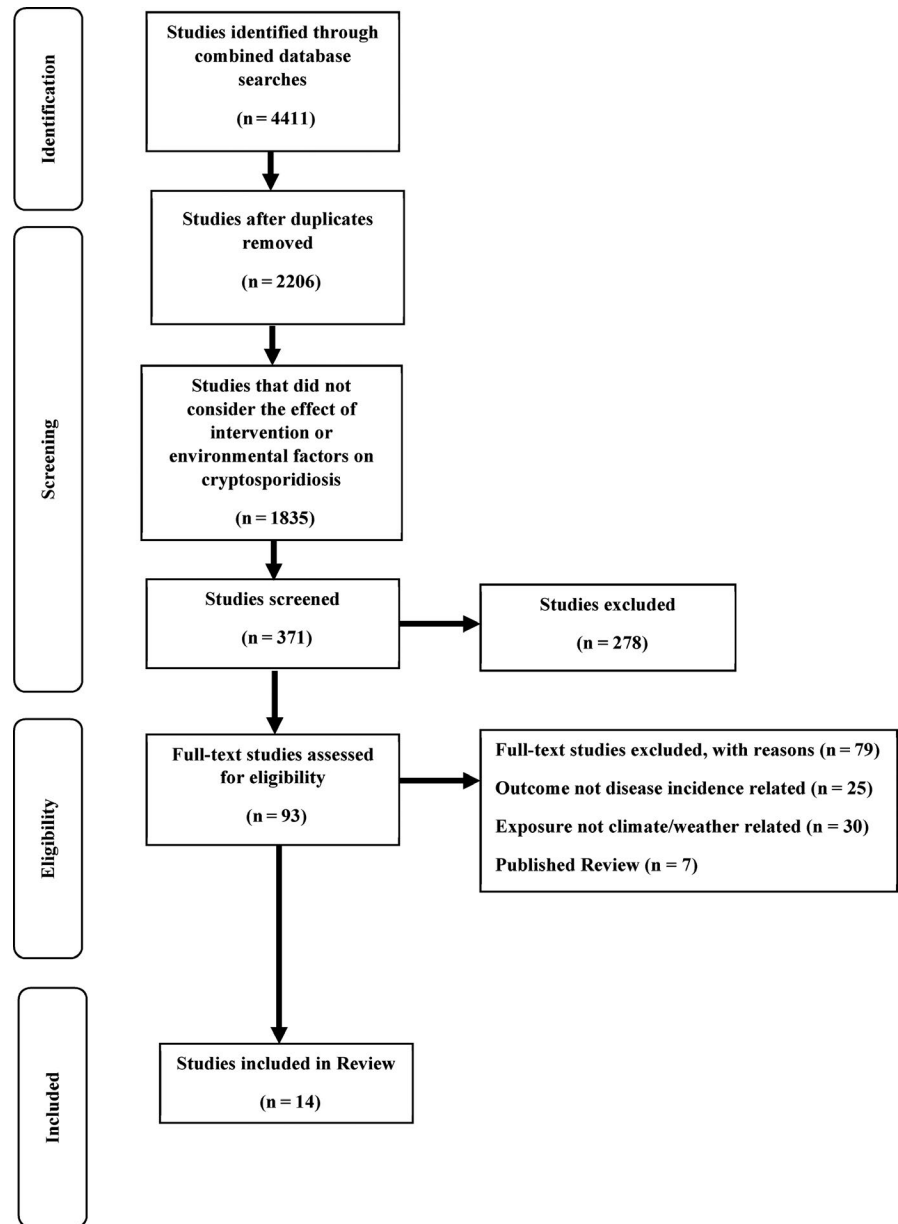 Identification
Studies identified through
combined database
searches
(n = 4411)
Screening
Studies after duplicates
removed
(n = 2206)
Studies that did not
consider the effect of
intervention or
environmental factors on
cryptosporidiosis
(n = 1835)
Studies screened
(n = 371)
Studies excluded
(n = 278)
Eligibility
Full-text studies assessed
for eligibility
(n = 93)
Full-text studies excluded, with reasons (n = 79)
Outcome not disease incidence related (n = 25)
Exposure not climate/weather related (n = 30)
Published Review (n = 7)
Included
Studies included in Review
(n = 14)